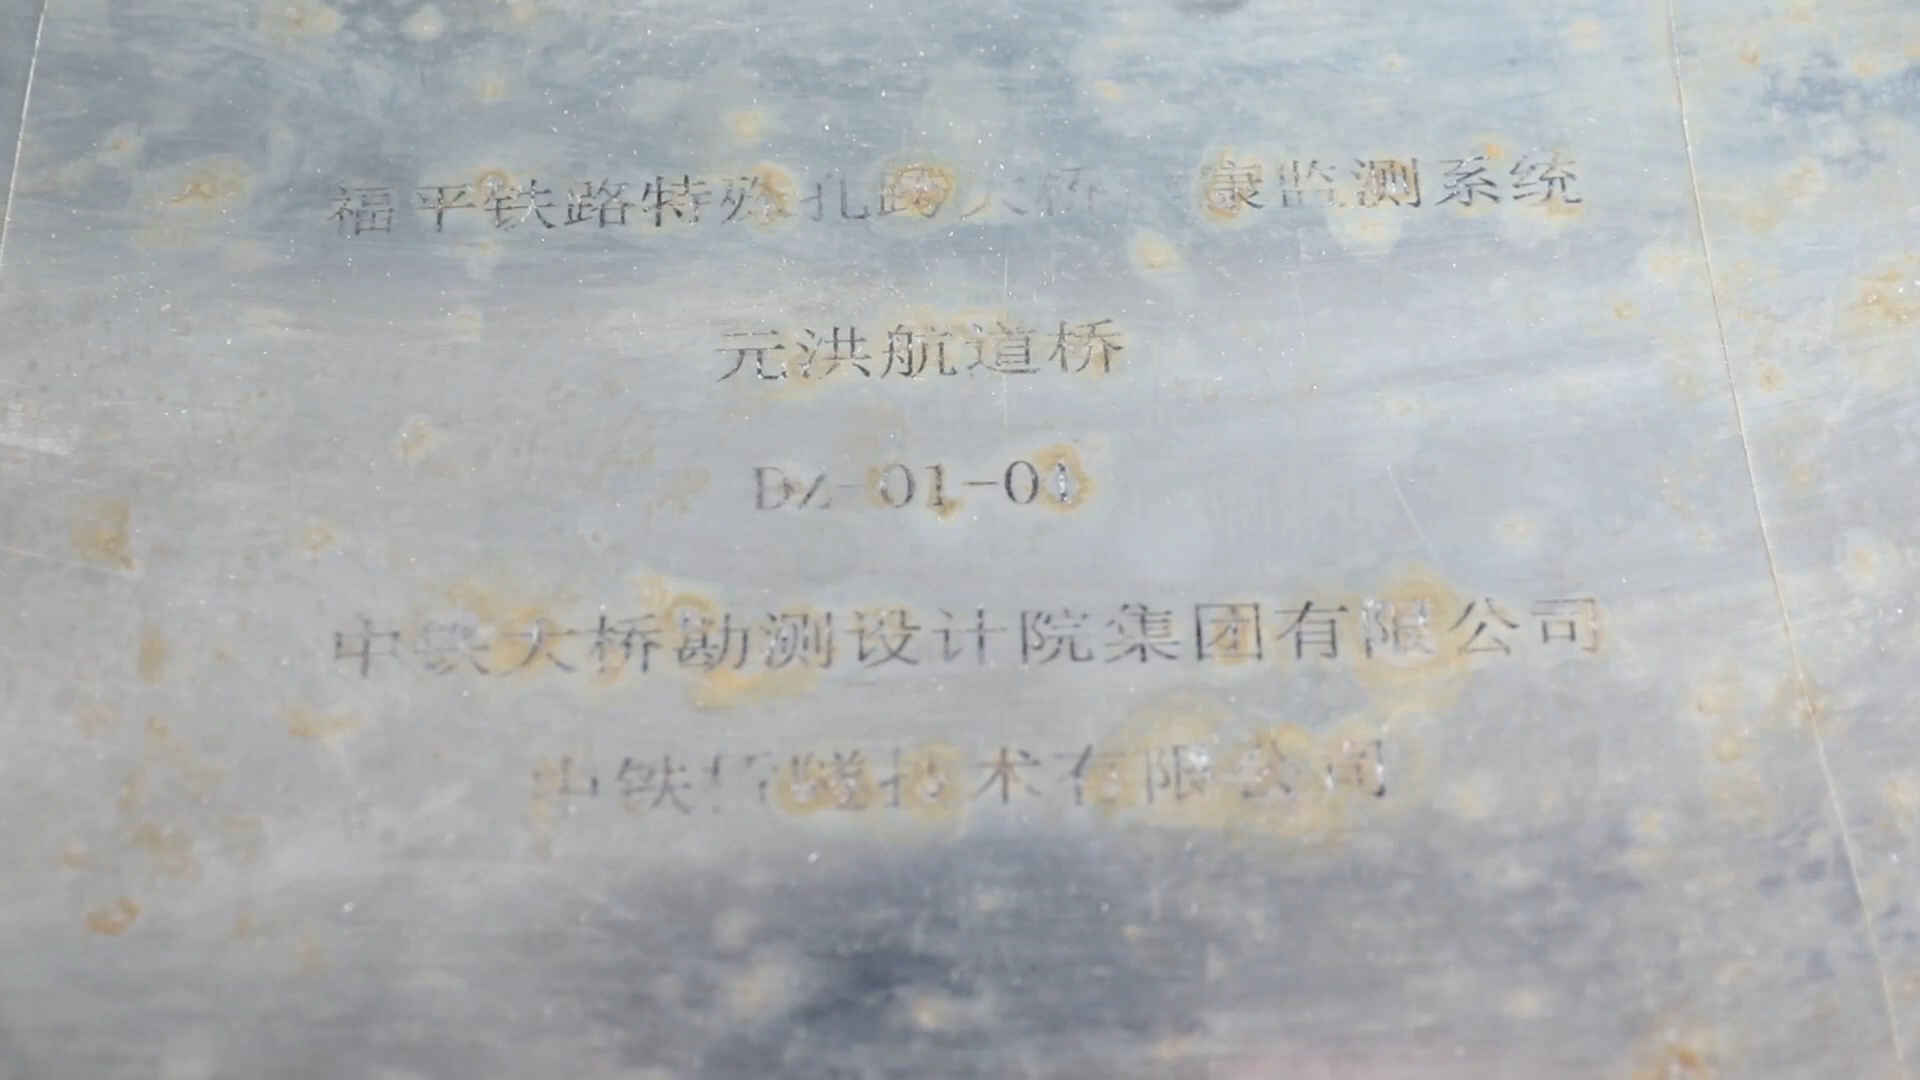 福平铁路特殊孔跨大桥 康监测系统
元洪航道桥
DZ-01-01
中铁大桥勘测设计院集团有限公司
中铁桥隧技术有限公司